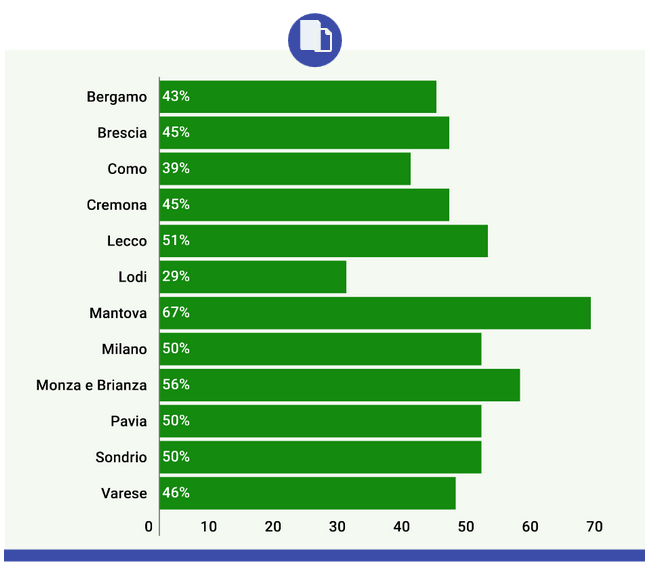 Bergamo 43%
Brescia 45%
Como 39%
Cremona 45%
Lecco 51%
Lodi 29%
Mantova 67%
Milano 50%
Monza e Brianza 56%
Pavia 50%
Sondrio 50%
Varese 46%
0 10 20 30 40 50 60 70